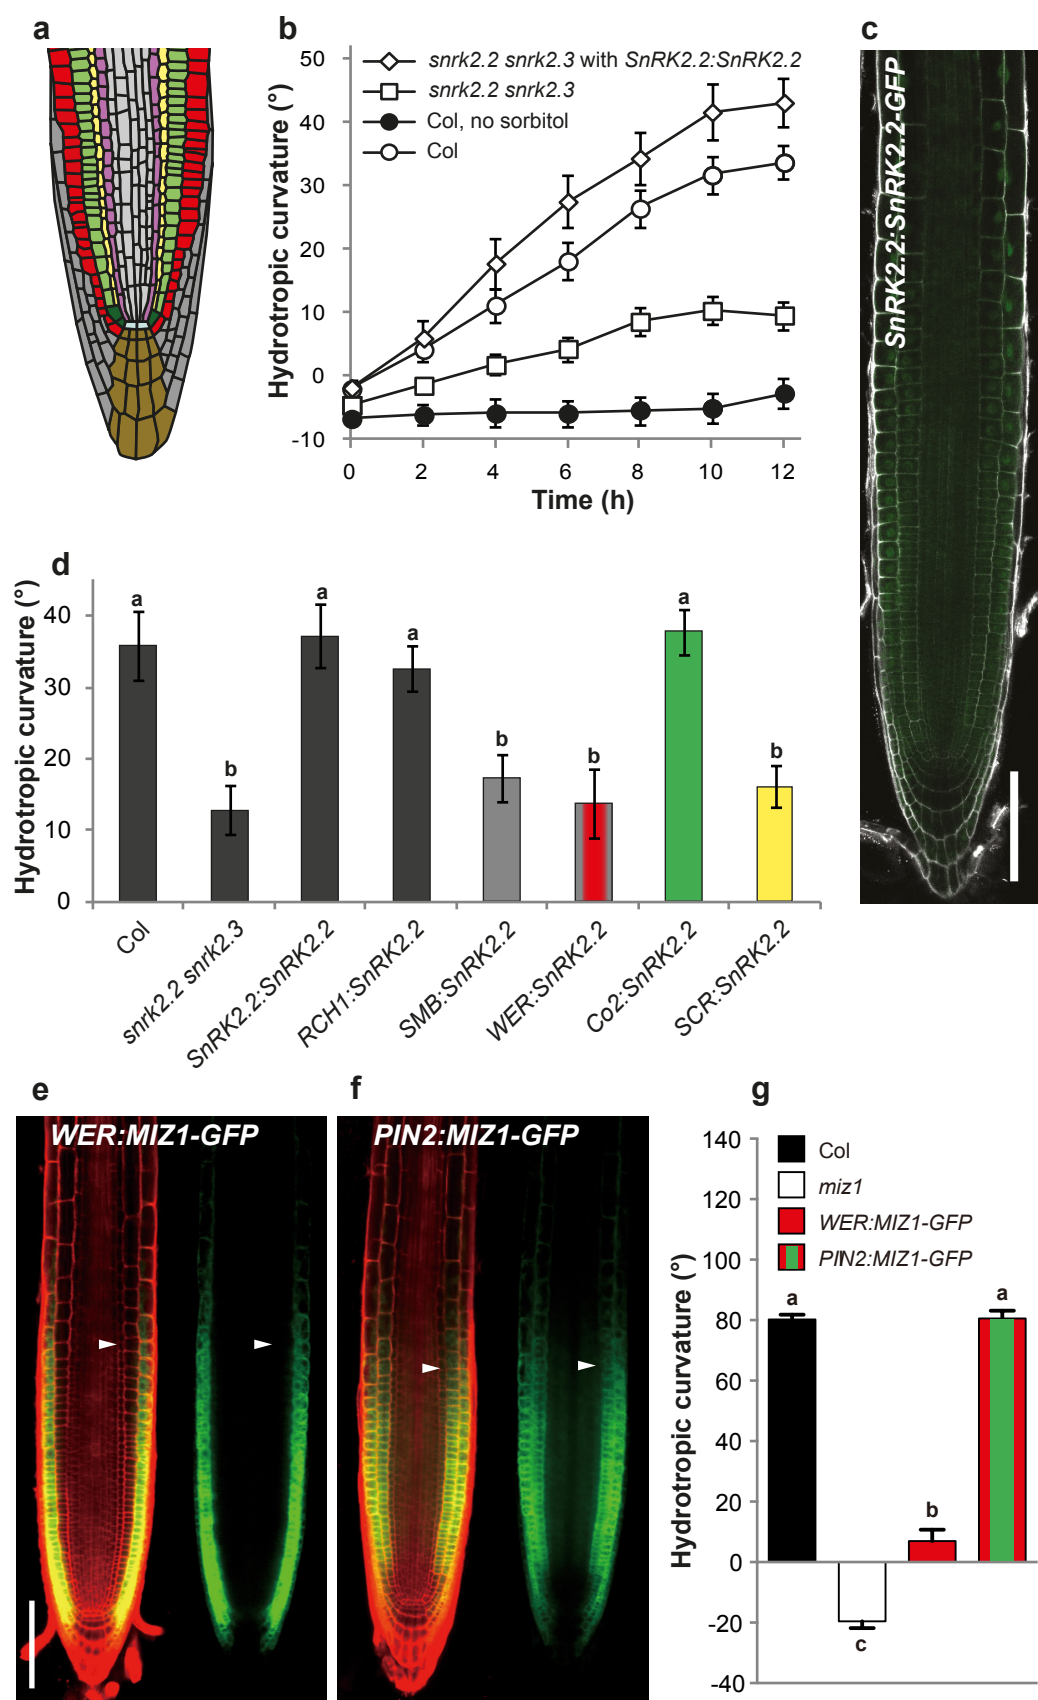 a
b
snrk2.2 snrk2.3 with SnRK2.2:SnRK2.2
snrk2.2 snrk2.3
Col, no sorbitol
Col
Hydrotropic curvature (°)
50
40
30
20
10
0
-10
0 2 4 6 8 10 12
Time (h)
c
SnRK2.2:SnRK2.2-GFP
d
Hydrotropic curvature (°)
40
30
20
10
0
a
b
a
a
b
b
a
b
Col
snrk2.2 snrk2.3
SnRK2.2:SnRK2.2
RCH1:SnRK2.2
SMB:SnRK2.2
WER:SnRK2.2
Co2:SnRK2.2
SCR:SnRK2.2
e
WER:MIZ1-GFP
f
PIN2:MIZ1-GFP
g
Col
miz1
WER:MIZ1-GFP
PIN2:MIZ1-GFP
Hydrotropic curvature (°)
140
120
100
80
60
40
20
0
-20
-40
a
c
b
a